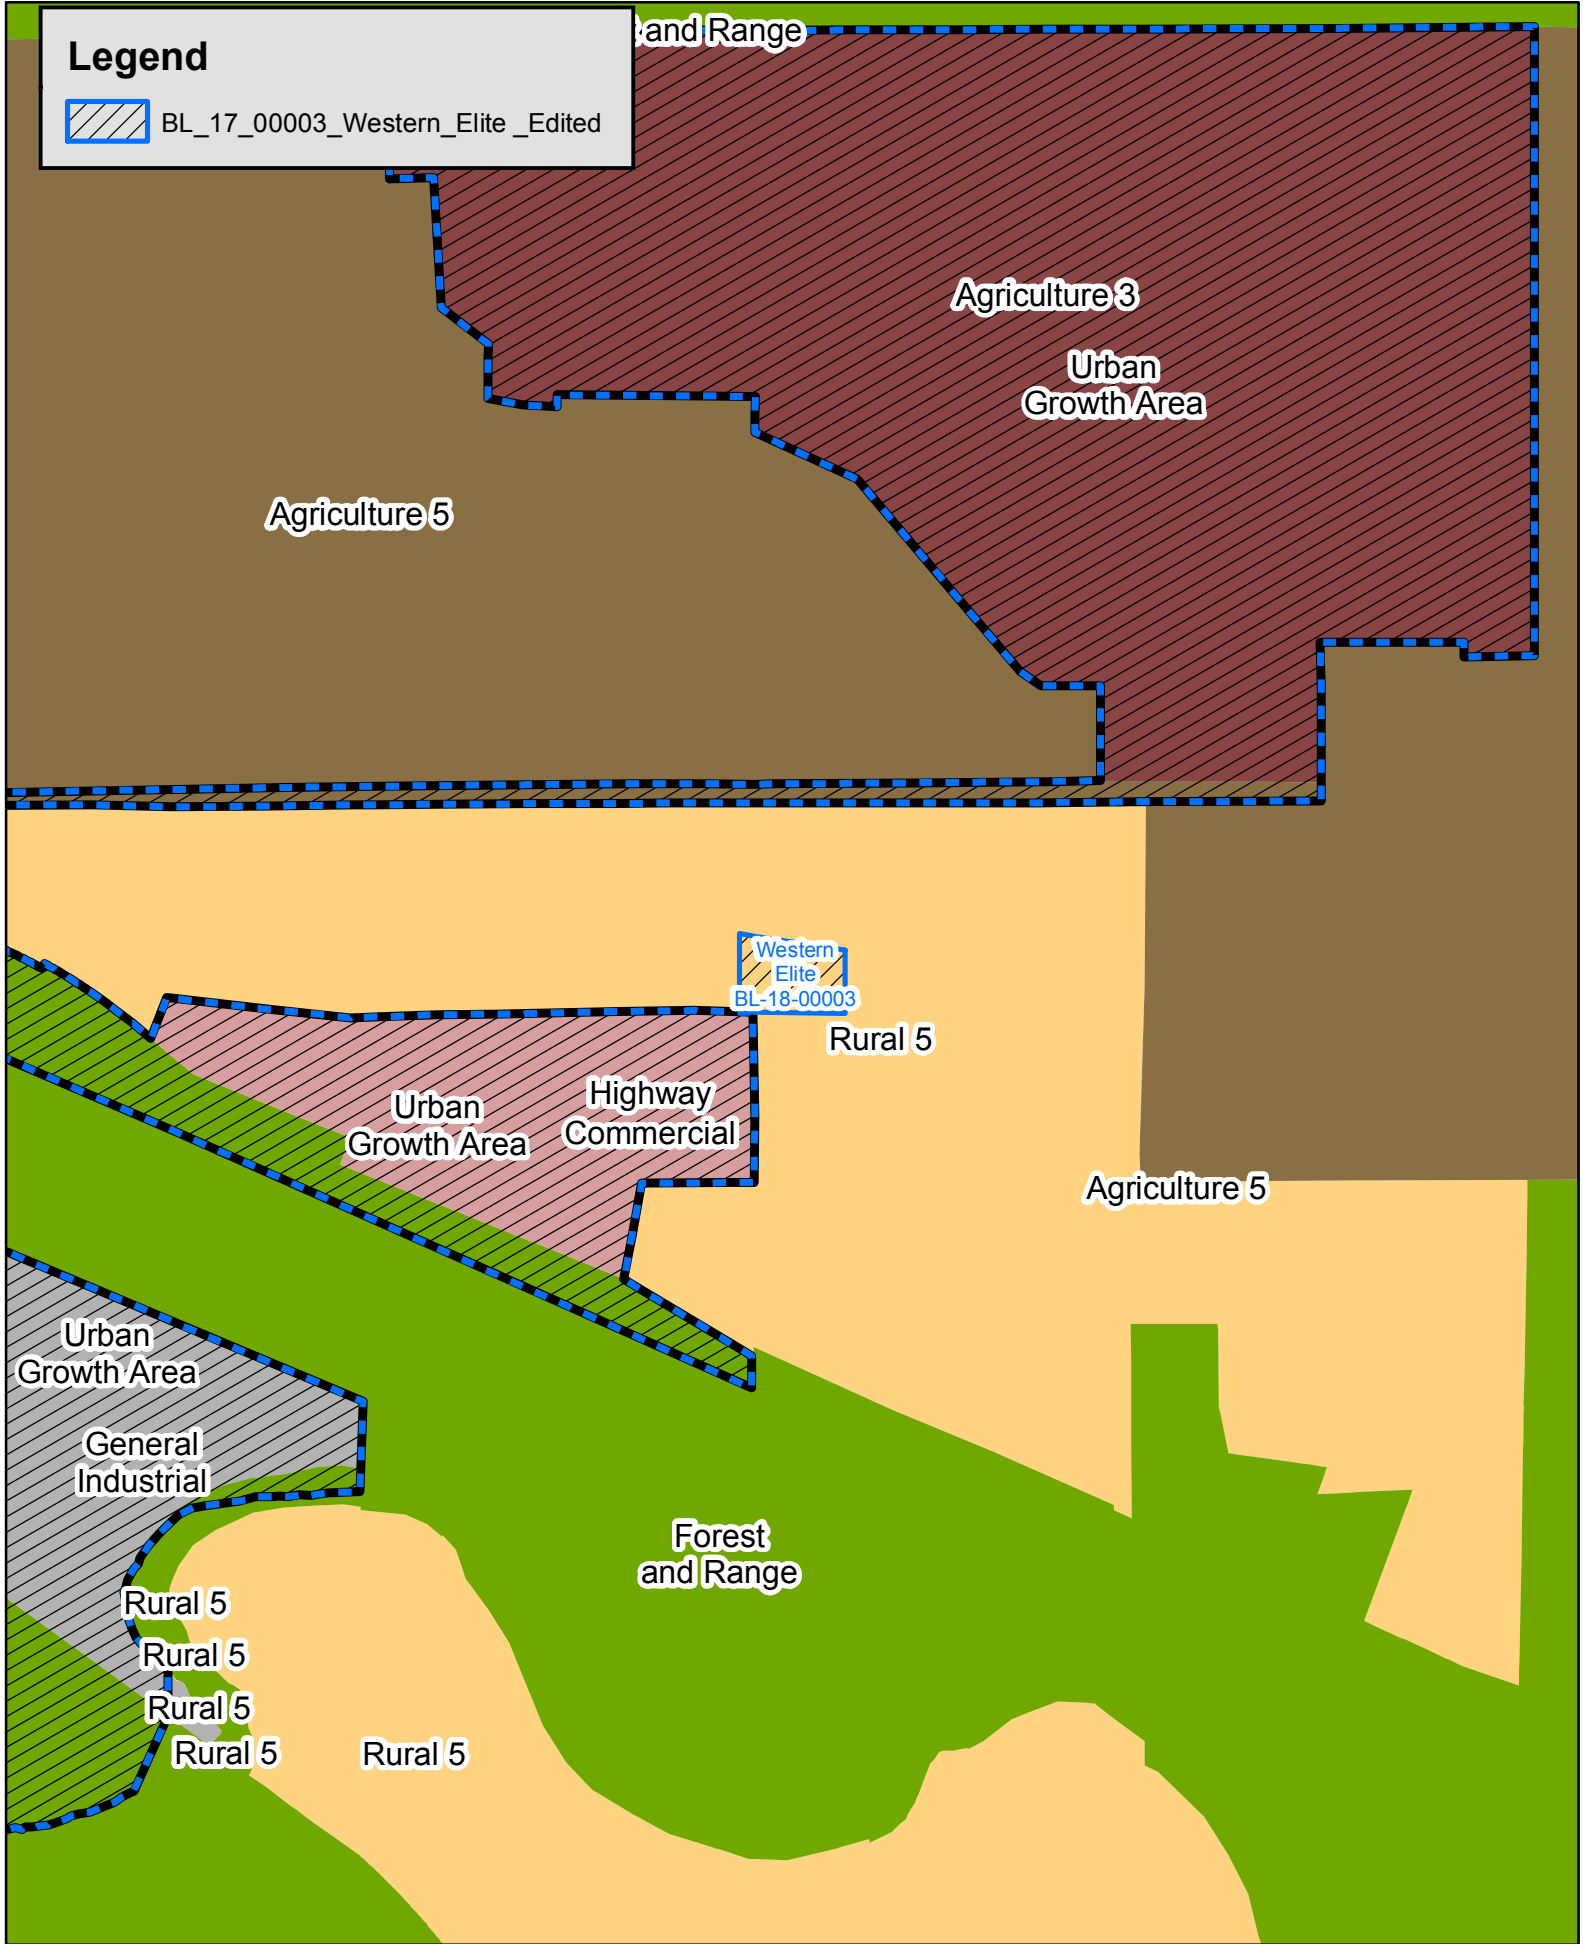 and Range
Legend
BL_17_00003_Western_Elite _Edited
Agriculture 3
Urban
Growth Area
Agriculture 5
Western
Elite
BL-18-00003
Rural 5
Highway
Commercial
Urban
Growth Area
Agriculture 5
Urban
Growth Area
General
Industrial
Forest
and Range
Rural 5
Rural 5
Rural 5
Rural 5
Rural 5